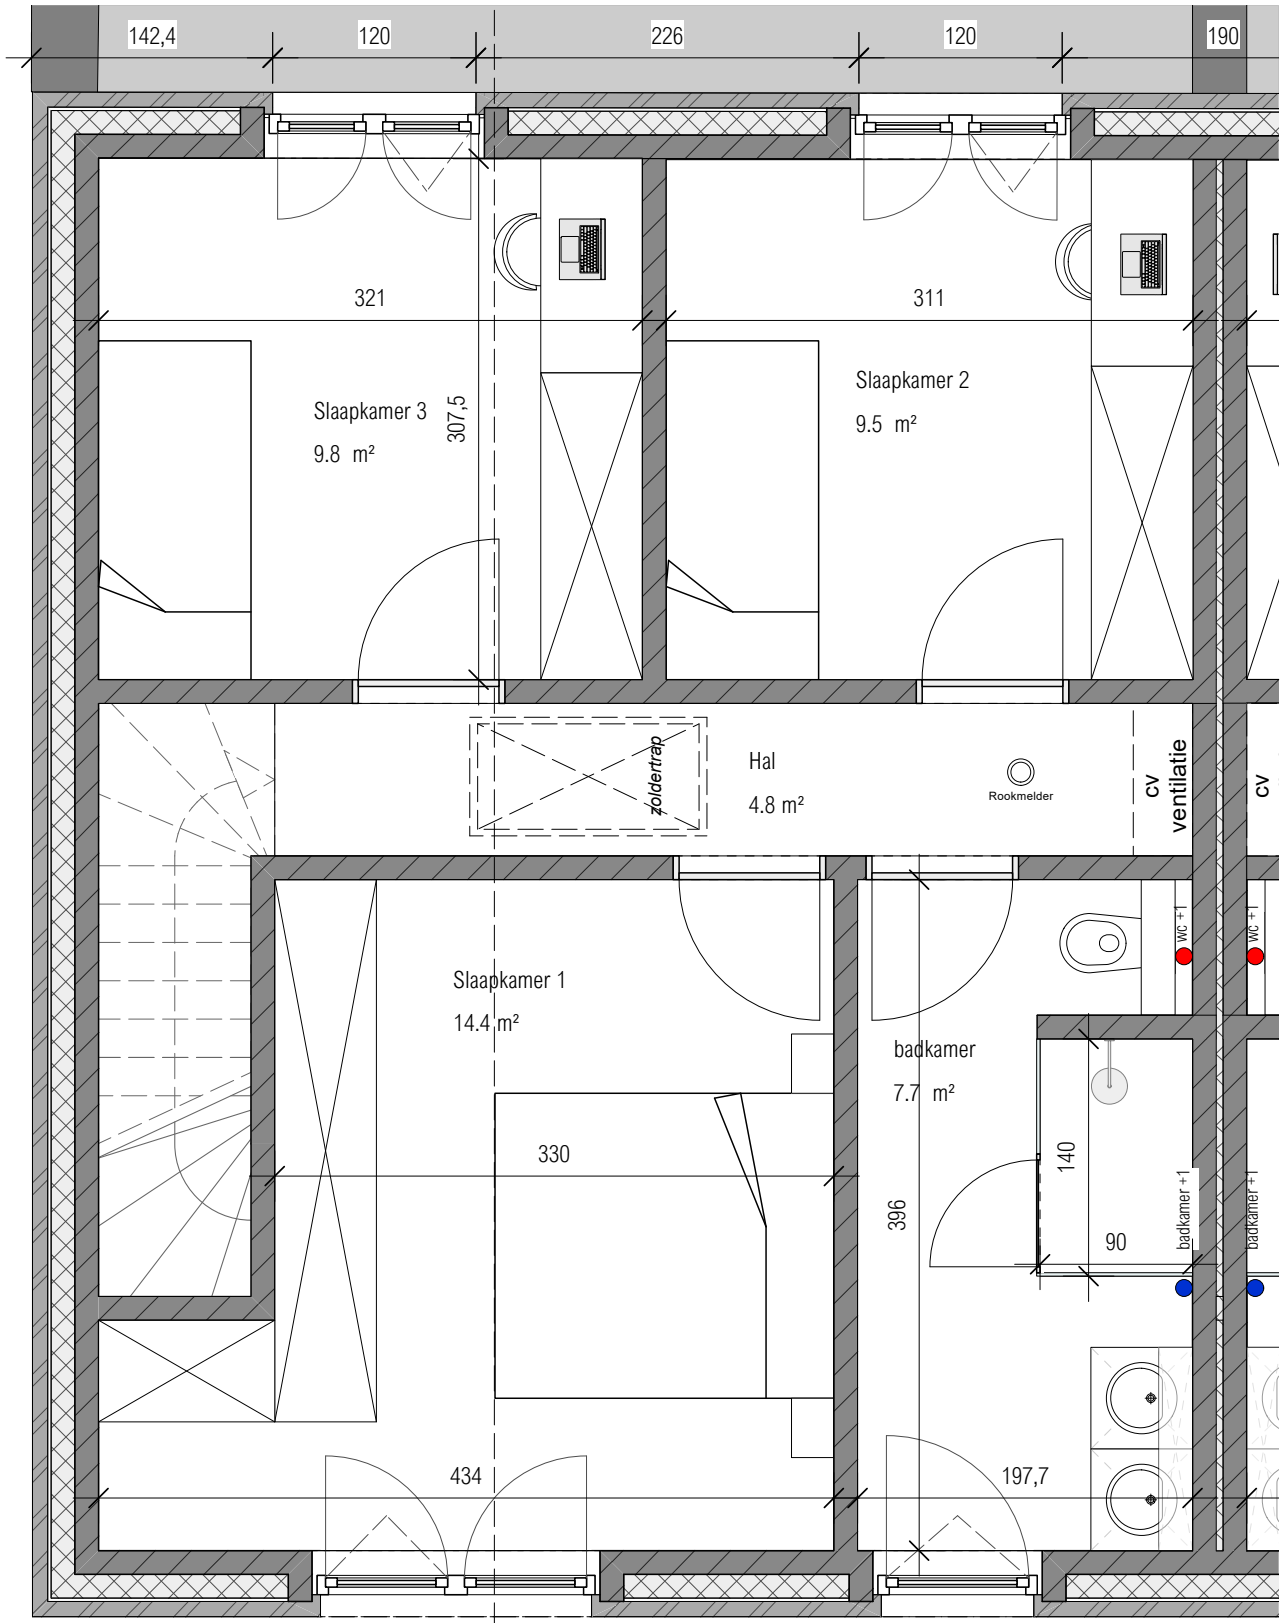 142,4
120
226
120
190
321
311
Slaapkamer 3
9.8 m²
307,5
Slaapkamer 2
9.5 m²
zoldertrap
Hal
4.8 m²
Rookmelder
cv
ventilatie
cv
wc +1
wc +1
Slaapkamer 1
14.4 m²
badkamer
7.7 m²
330
396
140
90
badkamer +1
badkamer +1
434
197,7